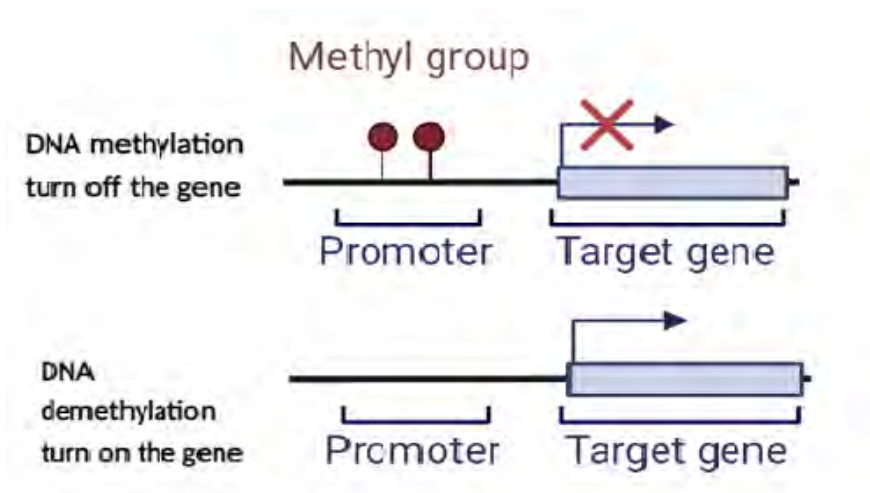 Methyl group
DNA methylation
turn off the gene
Promoter
Target gene
DNA
demethylation
turn on the gene
Promoter
Target gene